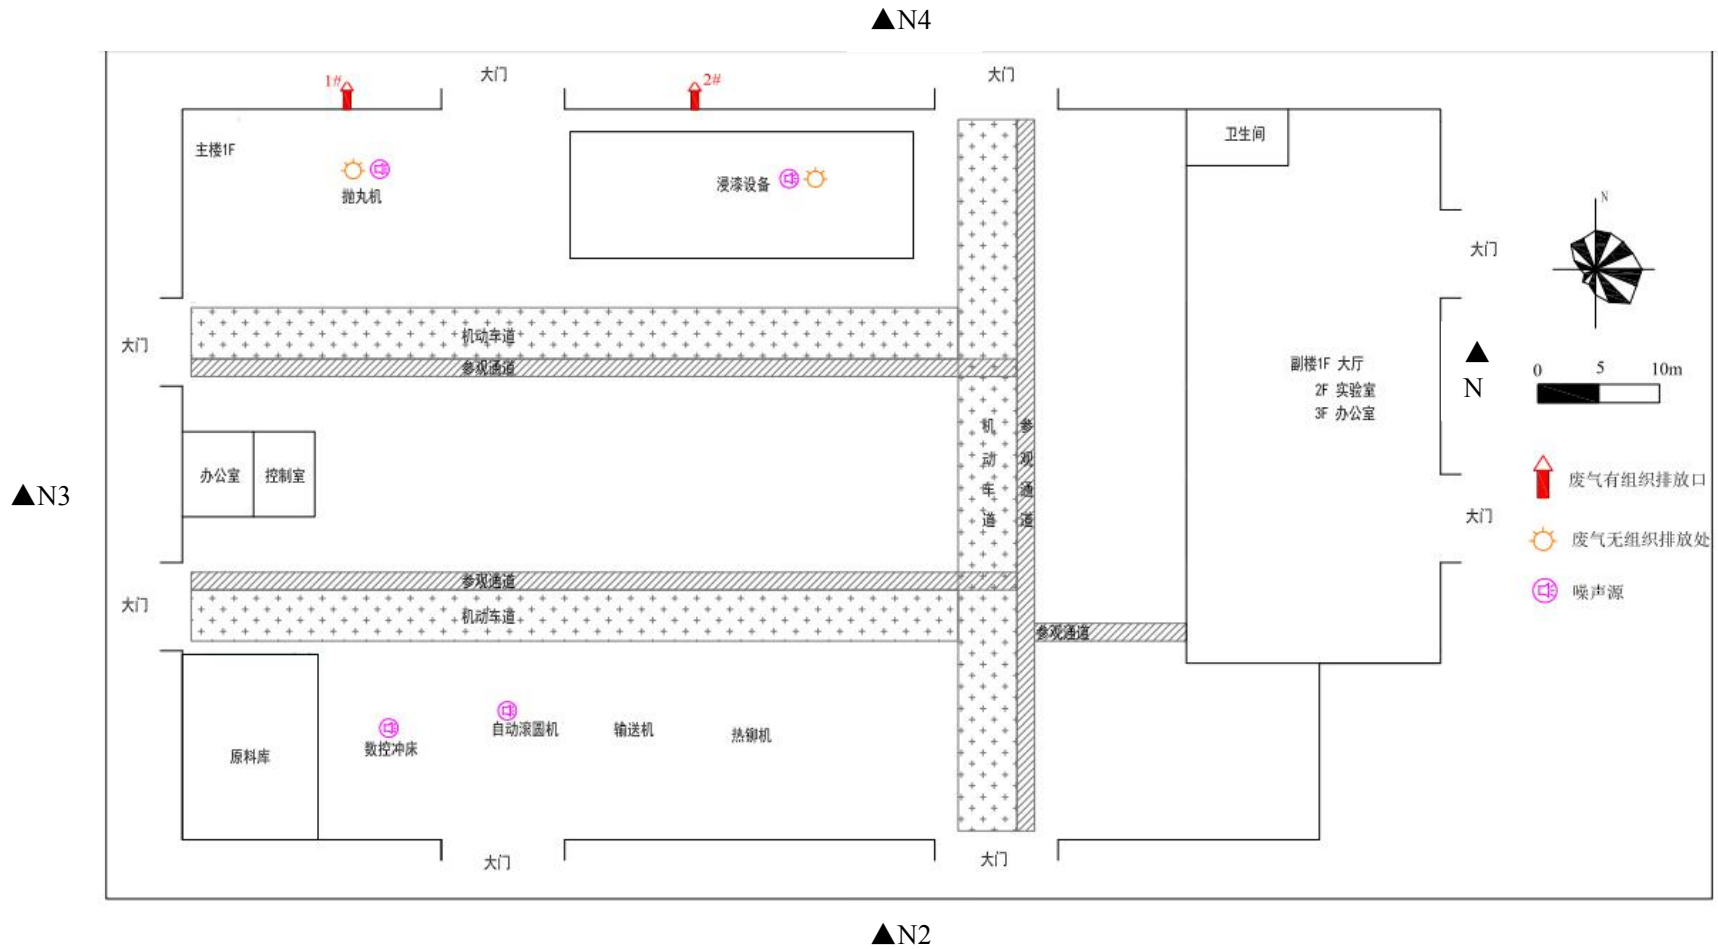 ▲N4
1#
大门
2#
大门
主楼1F
抛丸机
浸漆设备
卫生间
N
大门
大门
机动车道
参观通道
副楼1F 大厅
2F 实验室
3F 办公室
▲
N
0 5 10m
机动车道
参观通道
办公室
控制室
▲N3
废气有组织排放口
大门
废气无组织排放处
噪声源
参观通道
机动车道
大门
参观通道
原料库
数控冲床
自动滚圆机
输送机
热铆机
大门
大门
▲N2